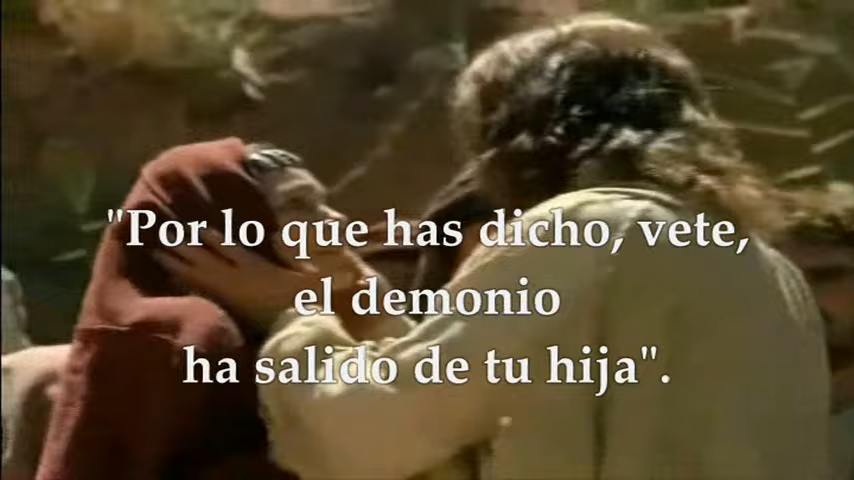 "Por lo que has dicho, vete,
el demonio
ha salido de tu hija".